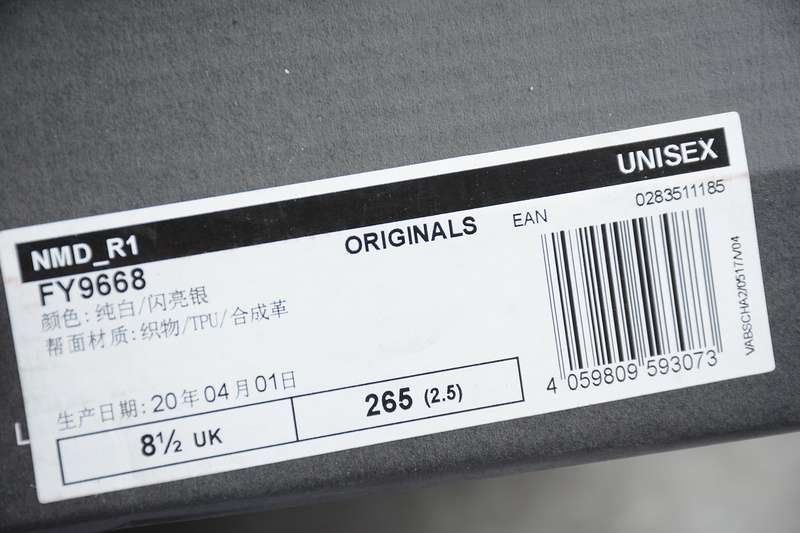 NMD_R1
UNISEX
FY9668
ORIGINALS
EAN
0283511185
颜色:纯白/闪亮银
帮面材质:织物/TPU/合成革
生产日期:20年04月01日
8½ UK
265 (2.5)
4 059809 593073
VABSCHA2/0517/V04
L